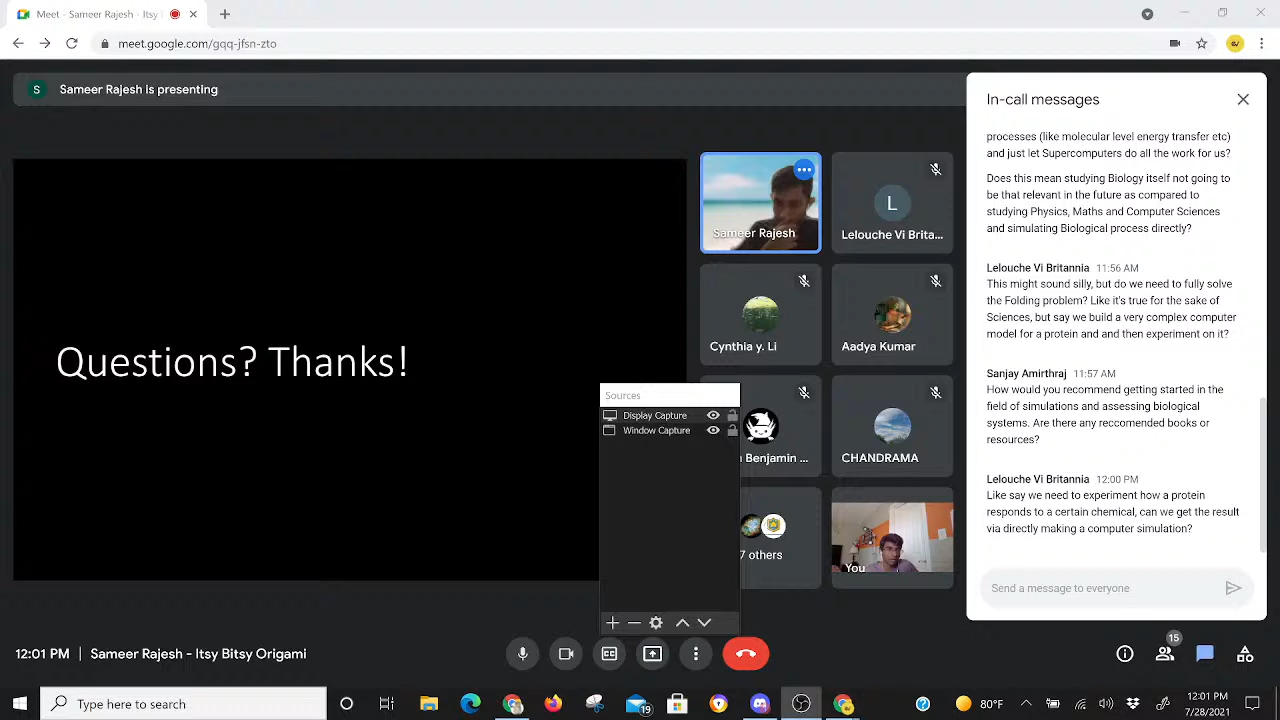 Meet - Sameer Rajesh - Itsy
meet.google.com/gqq-jfsn-zto
S
Sameer Rajesh is presenting
Questions? Thanks!
Sameer Rajesh
L
Lelouche Vi Brita...
Cynthia y. Li
Aadya Kumar
Benjamin ...
CHANDRAMA
7 others
You
Sources
Display Capture
Window Capture
In-call messages
processes (like molecular level energy transfer etc)
and just let Supercomputers do all the work for us?
Does this mean studying Biology itself not going to
be that relevant in the future as compared to
studying Physics, Maths and Computer Sciences
and simulating Biological process directly?
Lelouche Vi Britannia 11:56 AM
This might sound silly, but do we need to fully solve
the Folding problem? Like it's true for the sake of
Sciences, but say we build a very complex computer
model for a protein and and then experiment on it?
Sanjay Amirthraj 11:57 AM
How would you recommend getting started in the
field of simulations and assessing biological
systems. Are there any reccomended books or
resources?
Lelouche Vi Britannia 12:00 PM
Like say we need to experiment how a protein
responds to a certain chemical, can we get the result
via directly making a computer simulation?
Send a message to everyone
12:01 PM | Sameer Rajesh - Itsy Bitsy Origami
15
Type here to search
19
80°F
12:01 PM
7/28/2021